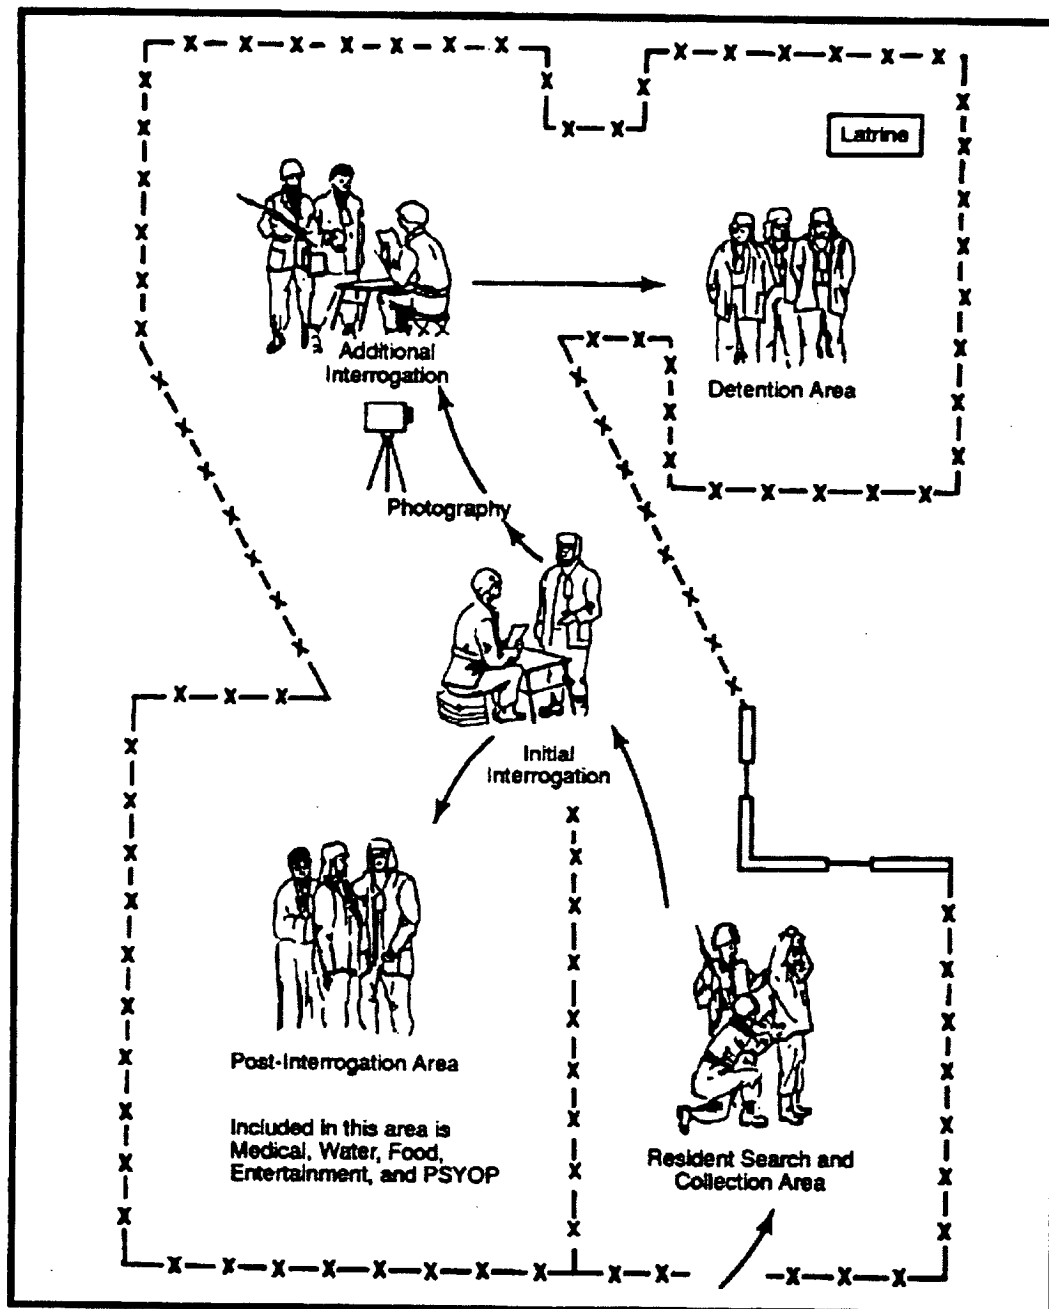 Latrine
Additional
Interrogation
Detention Area
Photography
Initial
Interrogation
Post-Interrogation Area
Included in this area is
Medical, Water, Food,
Entertainment, and PSYOP
Resident Search and
Collection Area